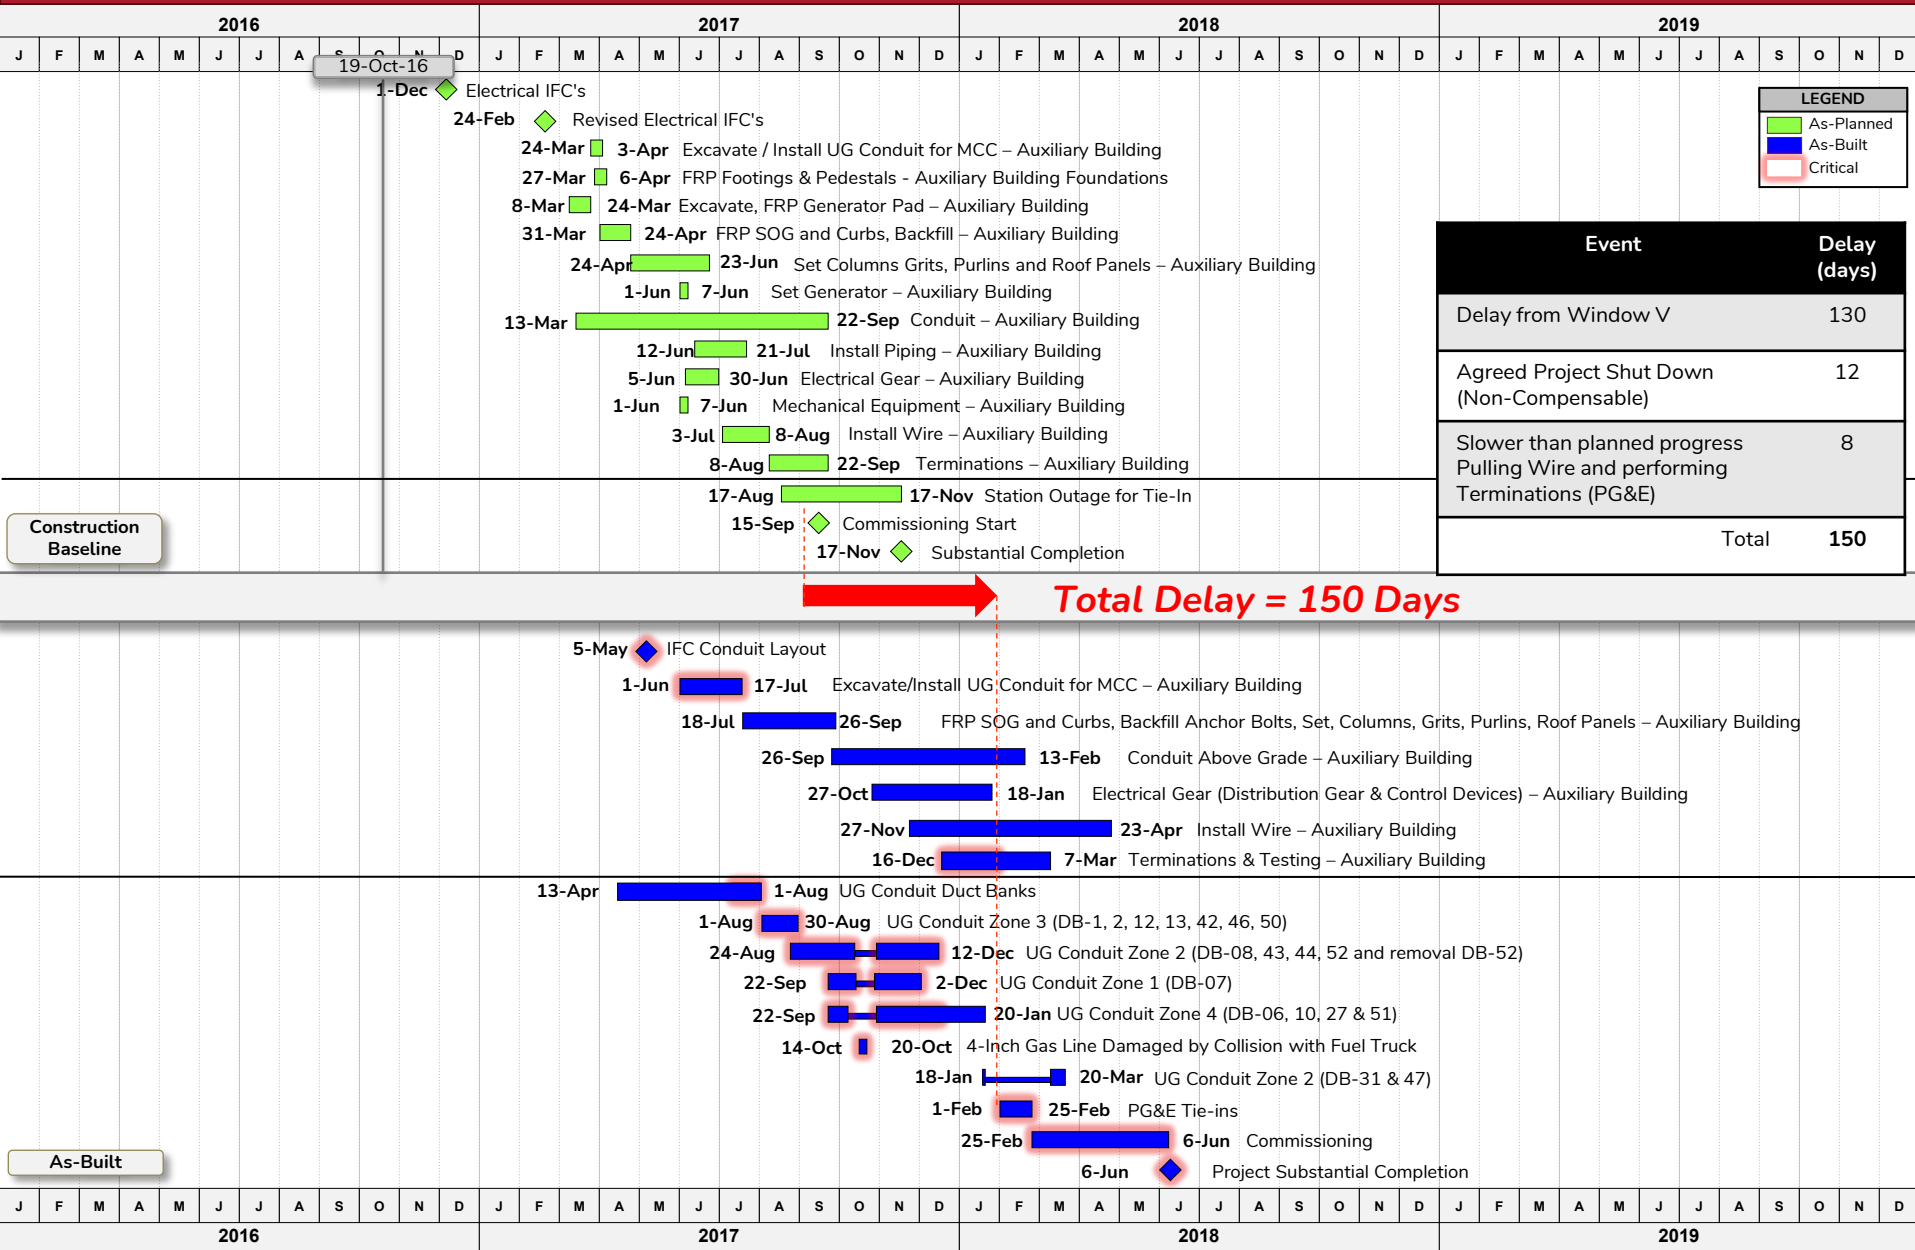 2016 2017 2018 2019
J F M A M J J A S O N D J F M A M J J A S O N D J F M A M J J A S O N D J F M A M J J A S O N D
19-Oct-16
1-Dec Electrical IFC's
24-Feb Revised Electrical IFC's
24-Mar 3-Apr Excavate / Install UG Conduit for MCC – Auxiliary Building
27-Mar 6-Apr FRP Footings & Pedestals - Auxiliary Building Foundations
8-Mar 24-Mar Excavate, FRP Generator Pad – Auxiliary Building
31-Mar 24-Apr FRP SOG and Curbs, Backfill – Auxiliary Building
24-Apr 23-Jun Set Columns Grits, Purlins and Roof Panels – Auxiliary Building
1-Jun 7-Jun Set Generator – Auxiliary Building
13-Mar 22-Sep Conduit – Auxiliary Building
12-Jun 21-Jul Install Piping – Auxiliary Building
5-Jun 30-Jun Electrical Gear – Auxiliary Building
1-Jun 7-Jun Mechanical Equipment – Auxiliary Building
3-Jul 8-Aug Install Wire – Auxiliary Building
8-Aug 22-Sep Terminations – Auxiliary Building
17-Aug 17-Nov Station Outage for Tie-In
15-Sep Commissioning Start
17-Nov Substantial Completion
Construction
Baseline
LEGEND
As-Planned
As-Built
Critical
Event Delay
(days)
Delay from Window V 130
Agreed Project Shut Down 12
(Non-Compensable)
Slower than planned progress 8
Pulling Wire and performing
Terminations (PG&E)
Total 150
Total Delay = 150 Days
5-May IFC Conduit Layout
1-Jun 17-Jul Excavate/Install UG Conduit for MCC – Auxiliary Building
18-Jul 26-Sep FRP SOG and Curbs, Backfill Anchor Bolts, Set, Columns, Grits, Purlins, Roof Panels – Auxiliary Building
26-Sep 13-Feb Conduit Above Grade – Auxiliary Building
27-Oct 18-Jan Electrical Gear (Distribution Gear & Control Devices) – Auxiliary Building
27-Nov 23-Apr Install Wire – Auxiliary Building
16-Dec 7-Mar Terminations & Testing – Auxiliary Building
13-Apr 1-Aug UG Conduit Duct Banks
1-Aug 30-Aug UG Conduit Zone 3 (DB-1, 2, 12, 13, 42, 46, 50)
24-Aug 12-Dec UG Conduit Zone 2 (DB-08, 43, 44, 52 and removal DB-52)
22-Sep 2-Dec UG Conduit Zone 1 (DB-07)
22-Sep 20-Jan UG Conduit Zone 4 (DB-06, 10, 27 & 51)
14-Oct 20-Oct 4-Inch Gas Line Damaged by Collision with Fuel Truck
18-Jan 20-Mar UG Conduit Zone 2 (DB-31 & 47)
1-Feb 25-Feb PG&E Tie-ins
25-Feb 6-Jun Commissioning
6-Jun Project Substantial Completion
As-Built
J F M A M J J A S O N D J F M A M J J A S O N D J F M A M J J A S O N D J F M A M J J A S O N D
2016 2017 2018 2019